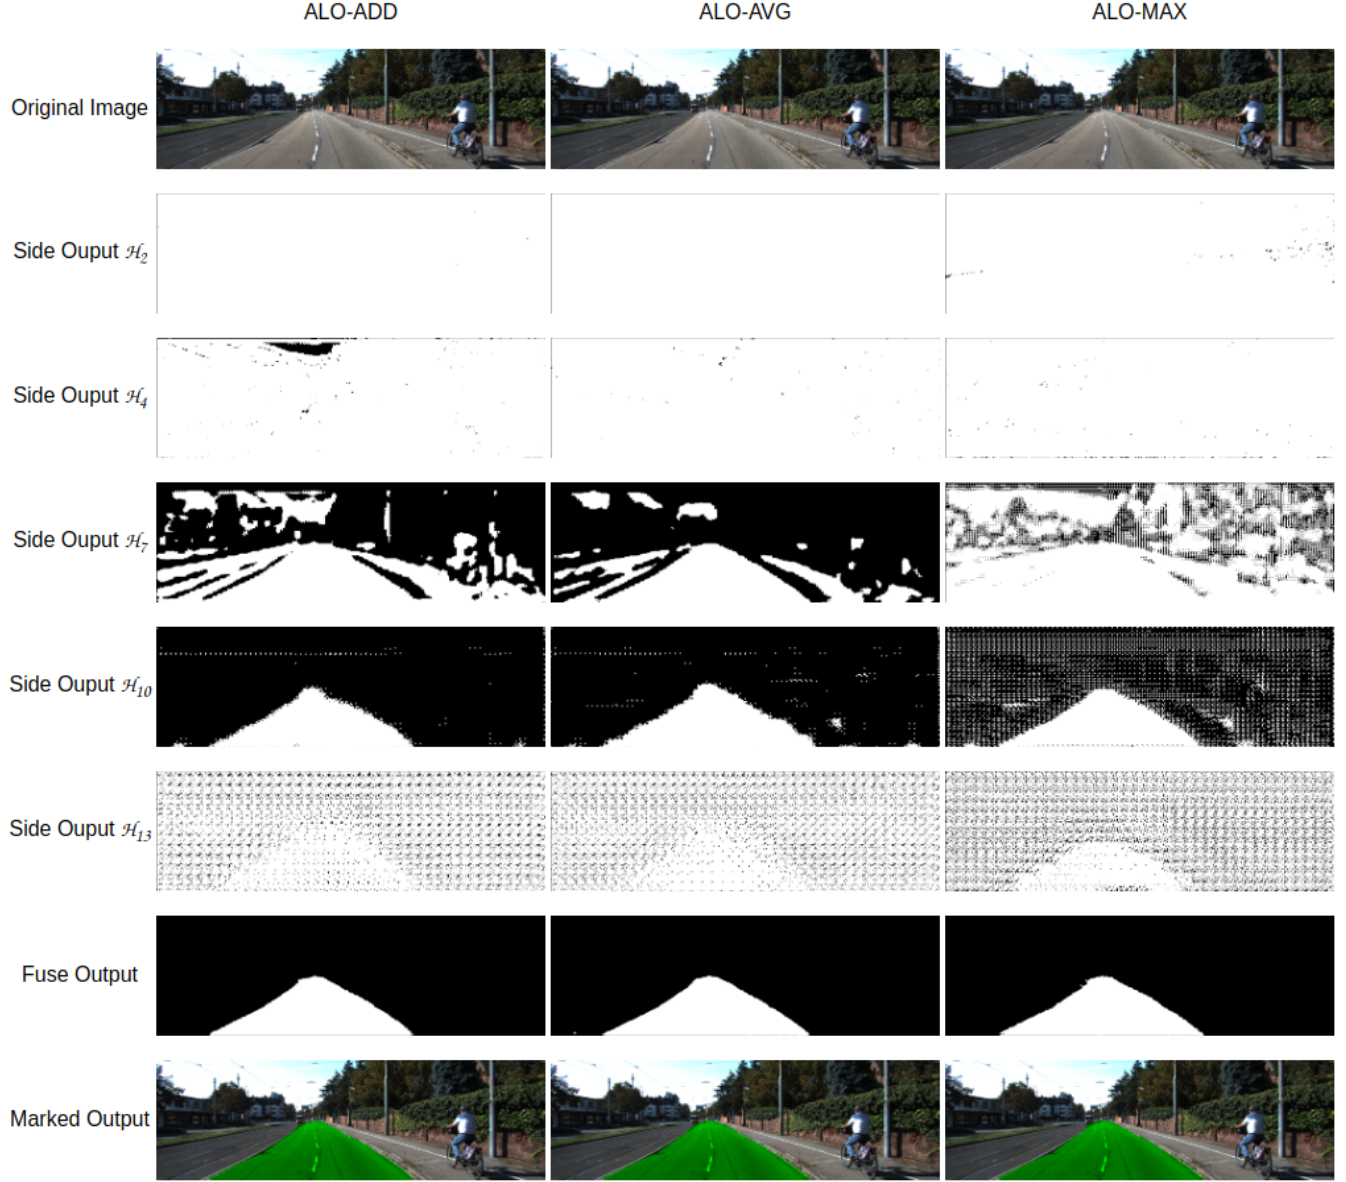 ALO-ADD ALO-AVG ALO-MAX
Original Image
Side Ouput ℋ₂
Side Ouput ℋ₄
Side Ouput ℋ₇
Side Ouput ℋ₁₀
Side Ouput ℋ₁₃
Fuse Output
Marked Output